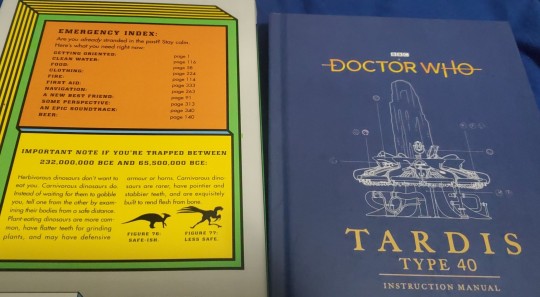 EMERGENCY INDEX:
Are you already stranded in the past? Stay calm.
Here's what you need right now:
GETTING ORIENTED: page 1
CLEAN WATER: page 116
FOOD:
CLOTHING: page 224
FIRE: page 114
FIRST AID: page 333
NAVIGATION: page 263
A NEW BEST FRIEND: page 91
SOME PERSPECTIVE: page 313
AN EPIC SOUNDTRACK: page 340
BEER: page 140
IMPORTANT NOTE IF YOU'RE TRAPPED BETWEEN
232,000,000 BCE AND 65,500,000 BCE:
Herbivorous dinosaurs don't want to
eat you. Carnivorous dinosaurs do.
Instead of waiting for them to gobble
you, tell one from the other by exam-
ining their bodies from a safe distance.
Plant-eating dinosaurs are more com-
mon, have flatter teeth for grinding
plants, and may have defensive
armour or horns. Carnivorous dino-
saurs are rarer, have pointier and
stabbier teeth, and are exquisitely
built to rend flesh from bone.
FIGURE 76:
SAFE-ISH.
FIGURE 77:
LESS SAFE.
BBC
DOCTOR WHO
TARDIS
TYPE 40
INSTRUCTION MANUAL